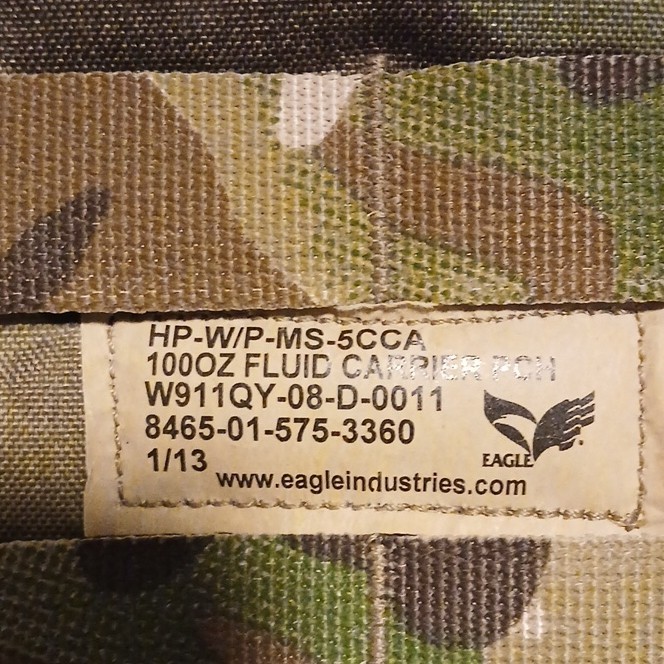 HP-W/P-MS-5CCA
100OZ FLUID CARRIER PCH
W911QY-08-D-0011
8465-01-575-3360
1/13
EAGLE
www.eagleindustries.com